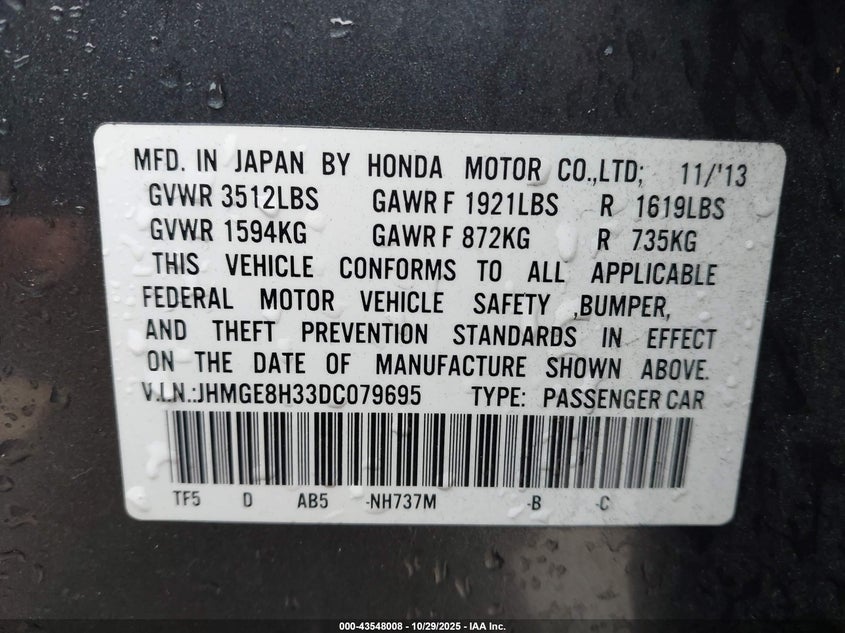 MFD. IN JAPAN BY HONDA MOTOR CO.,LTD; 11/'13
GVWR 3512LBS GAWR F 1921LBS R 1619LBS
GVWR 1594KG GAWR F 872KG R 735KG
THIS VEHICLE CONFORMS TO ALL APPLICABLE
FEDERAL MOTOR VEHICLE SAFETY ,BUMPER,
AND THEFT PREVENTION STANDARDS IN EFFECT
ON THE DATE OF MANUFACTURE SHOWN ABOVE.
V.I.N.:JHMGE8H33DC079695 TYPE: PASSENGER CAR
TF5 D AB5 -NH737M -B -C
000-43548008 - 10/29/2025 - IAA Inc.